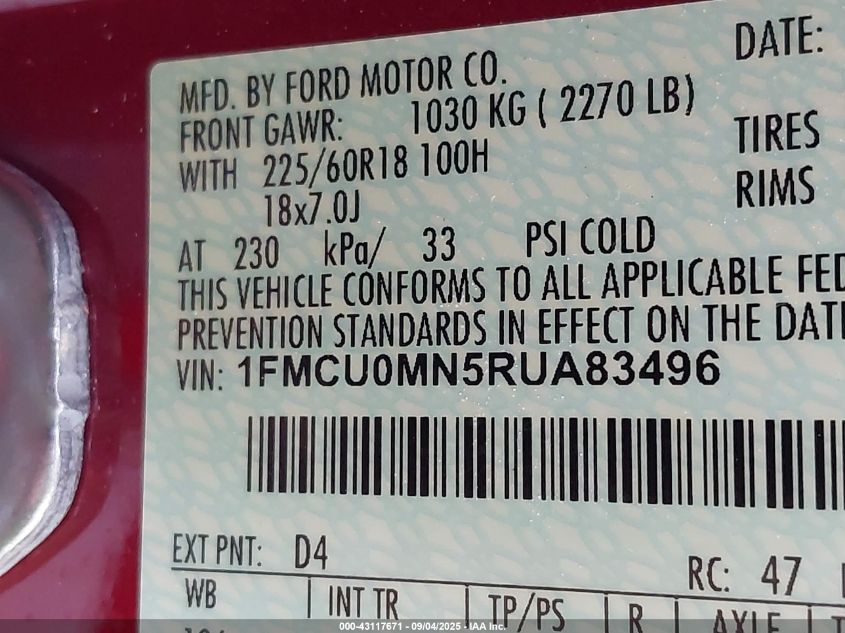 MFD. BY FORD MOTOR CO. DATE:
FRONT GAWR: 1030 KG ( 2270 LB)
WITH 225/60R18 100H TIRES
18x7.0J RIMS
AT 230 kPa/ 33 PSI COLD
THIS VEHICLE CONFORMS TO ALL APPLICABLE FED
PREVENTION STANDARDS IN EFFECT ON THE DATE
VIN: 1FMCU0MN5RUA83496
EXT PNT: D4 RC: 47
WB INT TR TP/PS R AXLE
000-43117671 - 09/04/2025 - IAA, Inc.